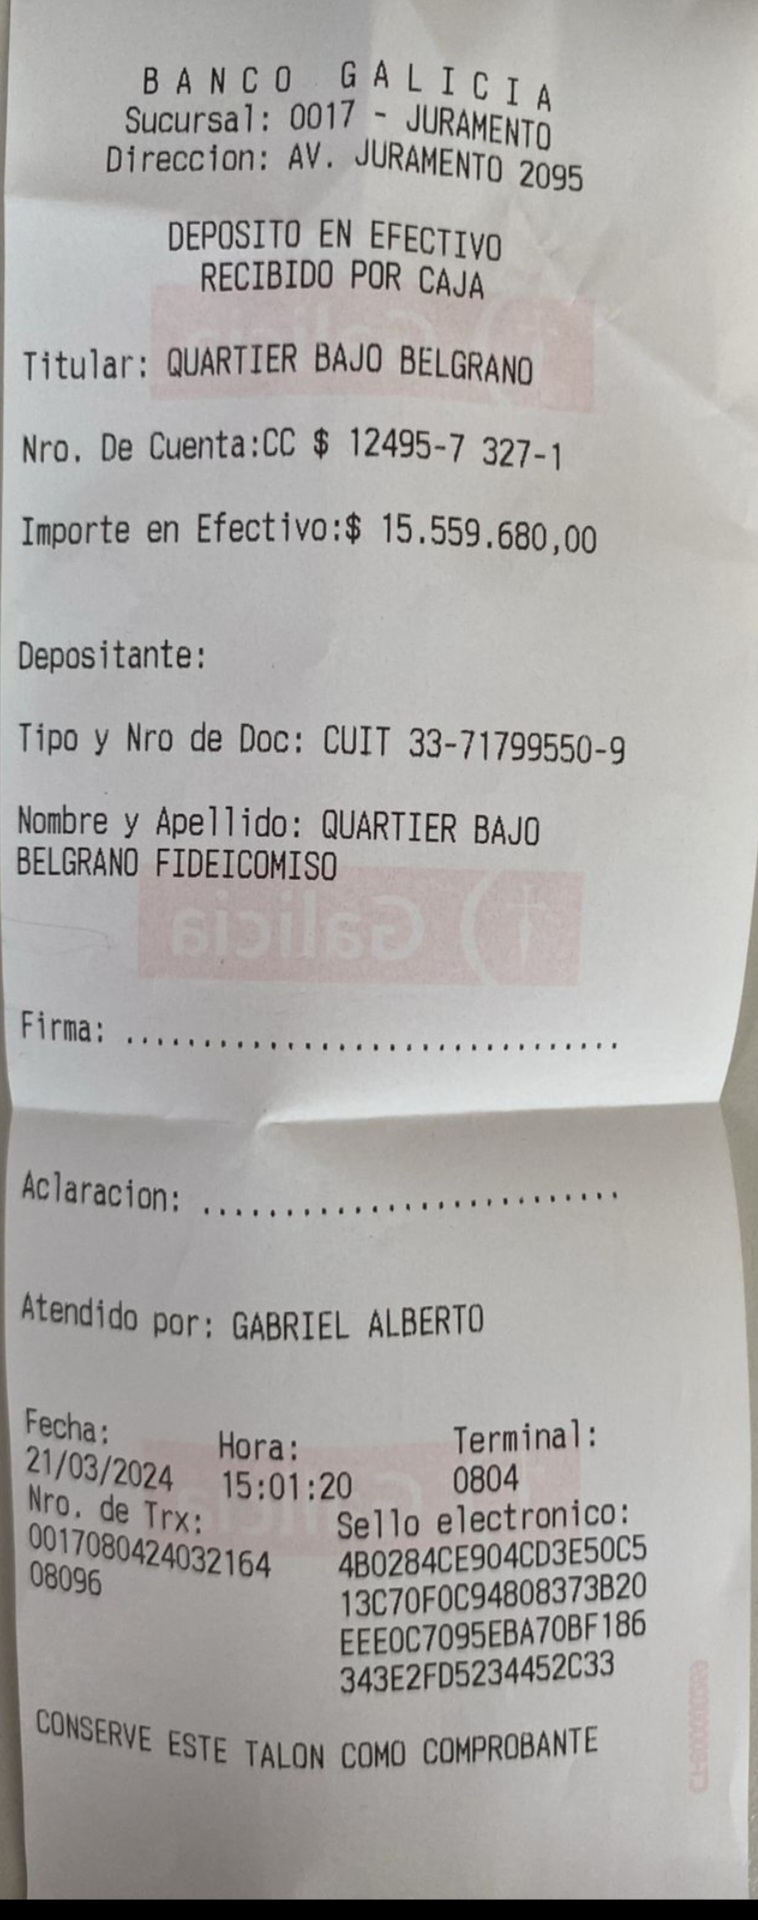 BANCO GALICIA
Sucursal: 0017 - JURAMENTO
Direccion: AV. JURAMENTO 2095
DEPOSITO EN EFECTIVO
RECIBIDO POR CAJA
Titular: QUARTIER BAJO BELGRANO
Nro. De Cuenta:CC $ 12495-7 327-1
Importe en Efectivo:$ 15.559.680,00
Depositante:
Tipo y Nro de Doc: CUIT 33-71799550-9
Nombre y Apellido: QUARTIER BAJO
BELGRANO FIDEICOMISO
Galicia
Firma: ................................
Aclaracion: ...........................
Atendido por: GABRIEL ALBERTO
Fecha: Hora: Terminal:
21/03/2024 15:01:20 0804
Nro. de Trx: Sello electronico:
0017080424032164 4B0284CE904CD3E50C5
08096 13C70F0C94808373B20
EEE0C7095EBA70BF186
343E2FD5234452C33
CONSERVE ESTE TALON COMO COMPROBANTE